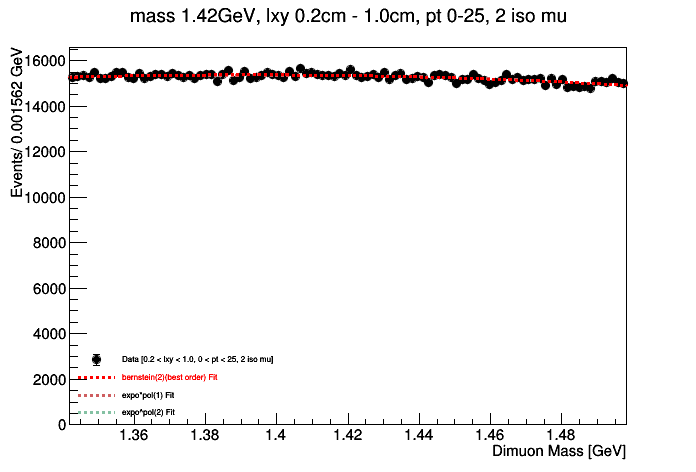 mass 1.42GeV, lxy 0.2cm - 1.0cm, pt 0-25, 2 iso mu
Events/ 0.001562 GeV
16000
14000
12000
10000
8000
6000
4000
2000
0
Data [0.2 < lxy < 1.0, 0 < pt < 25, 2 iso mu]
bernstein(2)(best order) Fit
expo*pol(1) Fit
expo*pol(2) Fit
1.36 1.38 1.4 1.42 1.44 1.46 1.48
Dimuon Mass [GeV]